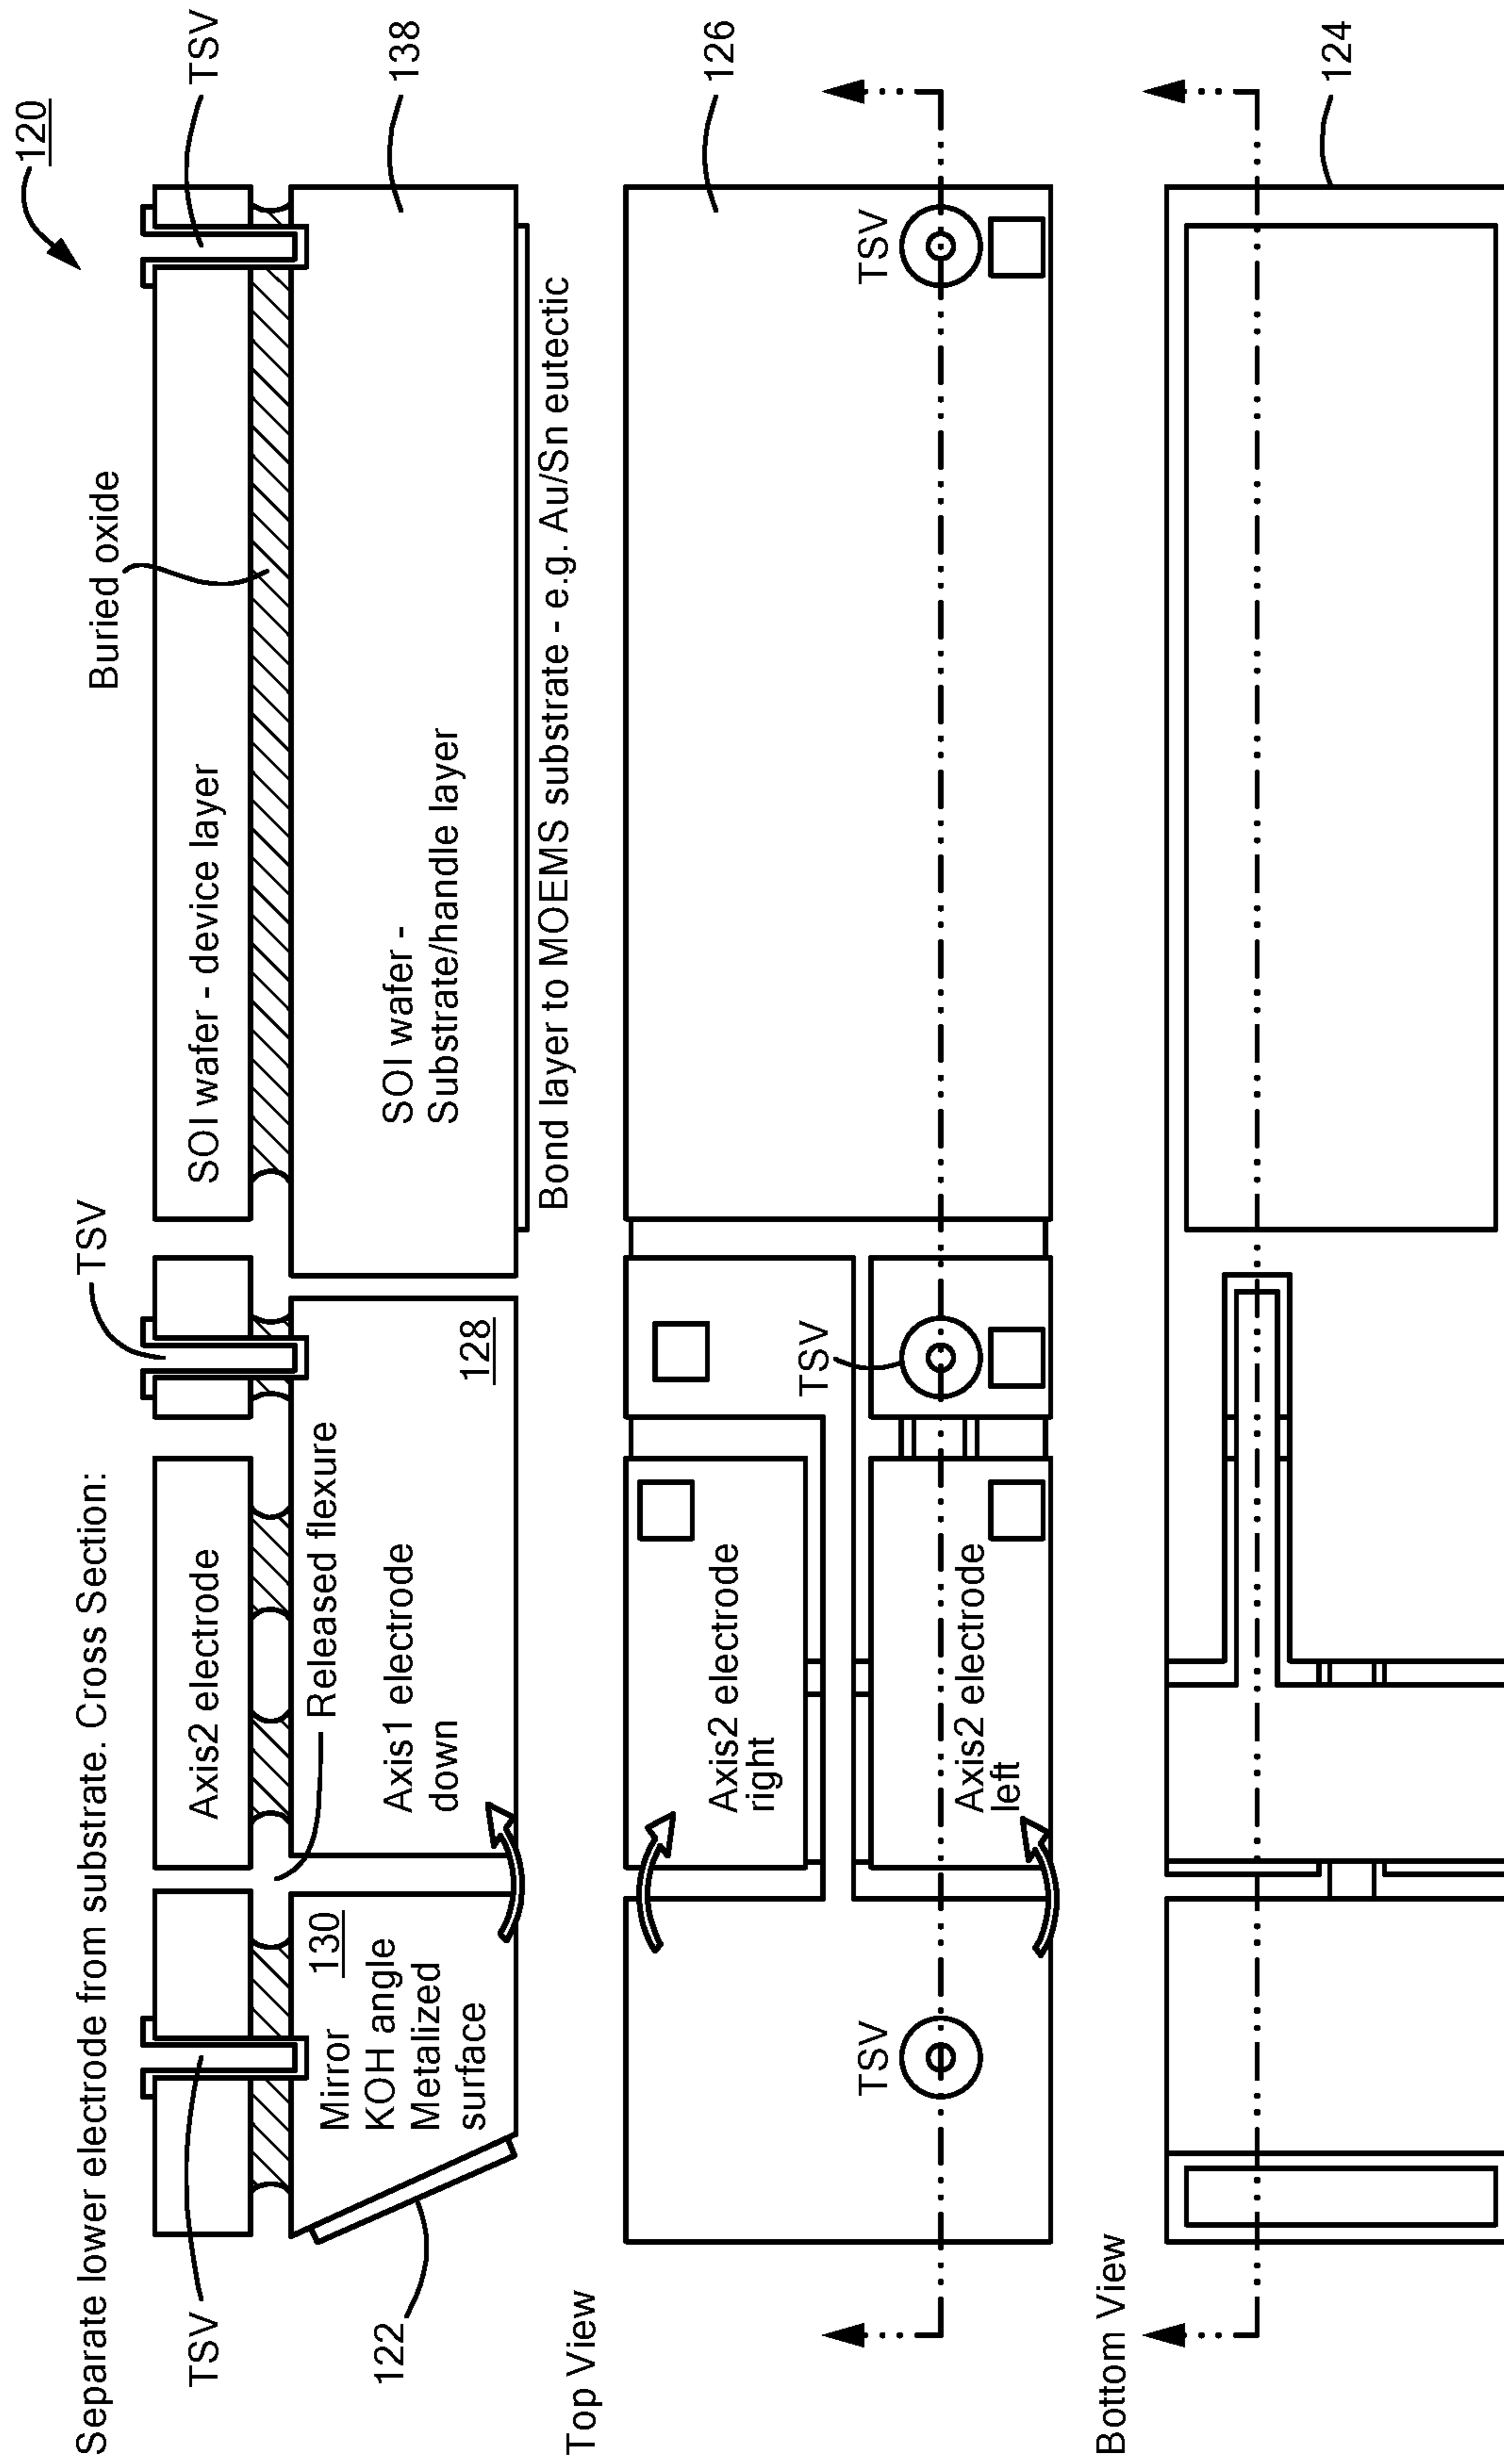 120
Separate lower electrode from substrate. Cross Section:
TSV
TSV
Buried oxide
TSV
Axis2 electrode
SOI wafer - device layer
130
Mirror
KOH angle
Metalized
surface
Released flexure
Axis1 electrode
down
128
SOI wafer -
Substrate/handle layer
138
122
Bond layer to MOEMS substrate - e.g. Au/Sn eutectic
Top View
126
Axis2 electrode
right
TSV
TSV
TSV
Axis2 electrode
left
Bottom View
124